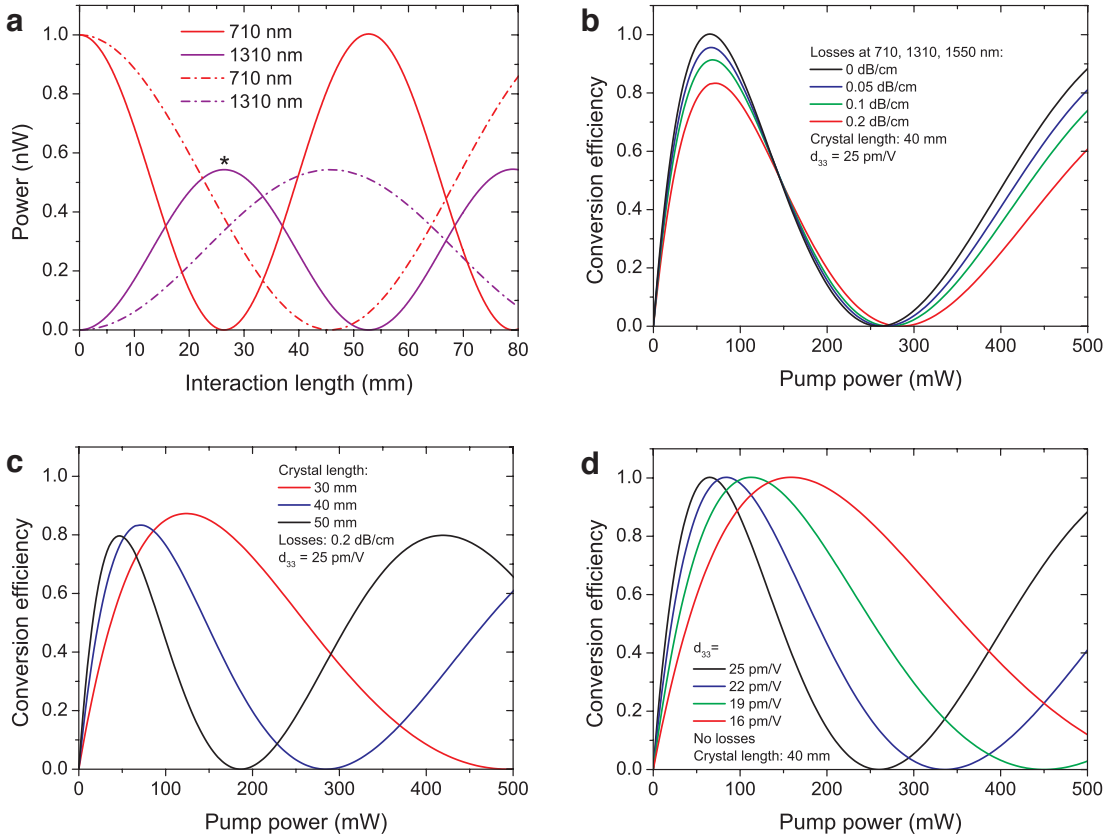 a
Power (nW)
1.0
0.8
0.6
0.4
0.2
0.0
710 nm
1310 nm
710 nm
1310 nm
*
0 10 20 30 40 50 60 70 80
Interaction length (mm)
b
Conversion efficiency
1.0
0.8
0.6
0.4
0.2
0.0
Losses at 710, 1310, 1550 nm:
0 dB/cm
0.05 dB/cm
0.1 dB/cm
0.2 dB/cm
Crystal length: 40 mm
d33 = 25 pm/V
0 100 200 300 400 500
Pump power (mW)
c
Conversion efficiency
1.0
0.8
0.6
0.4
0.2
0.0
Crystal length:
30 mm
40 mm
50 mm
Losses: 0.2 dB/cm
d33 = 25 pm/V
0 100 200 300 400 500
Pump power (mW)
d
Conversion efficiency
1.0
0.8
0.6
0.4
0.2
0.0
d33=
25 pm/V
22 pm/V
19 pm/V
16 pm/V
No losses
Crystal length: 40 mm
0 100 200 300 400 500
Pump power (mW)